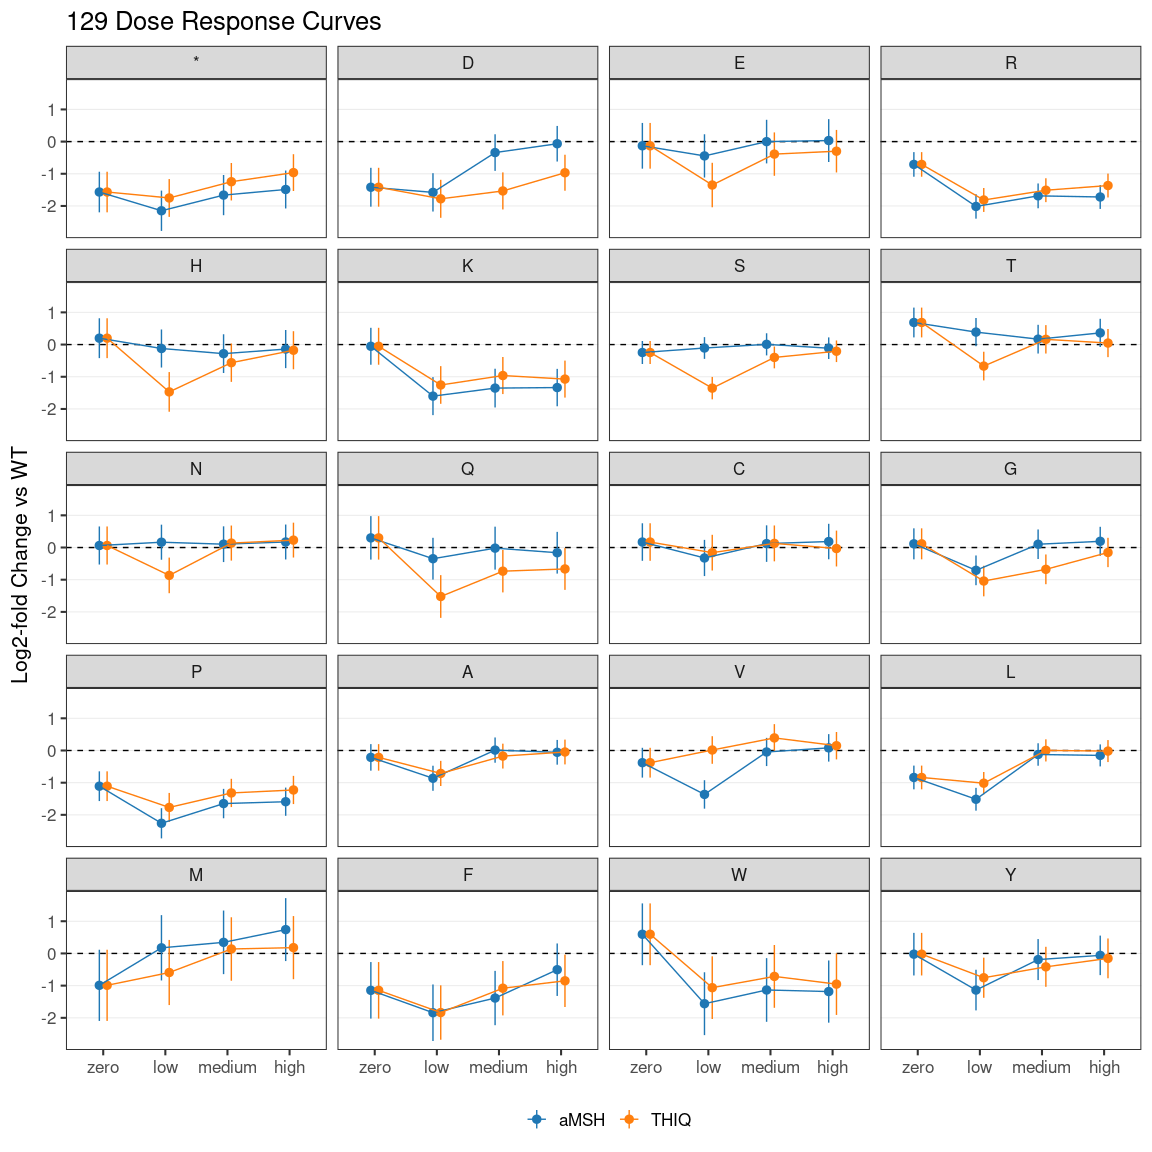 129 Dose Response Curves
* D E R
1
0
-1
-2
H K S T
1
0
-1
-2
N Q C G
1
0
-1
-2
P A V L
1
0
-1
-2
M F W Y
1
0
-1
-2
Log2-fold Change vs WT
zero low medium high zero low medium high zero low medium high zero low medium high
aMSH THIQ